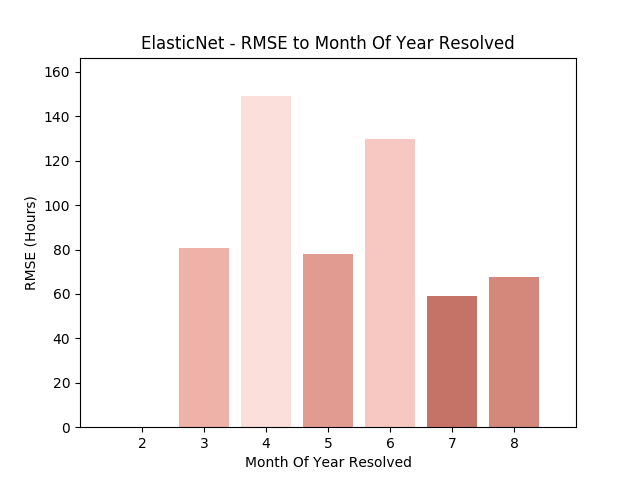 ElasticNet - RMSE to Month Of Year Resolved
160
140
120
100
80
60
40
20
0
RMSE (Hours)
2 3 4 5 6 7 8
Month Of Year Resolved